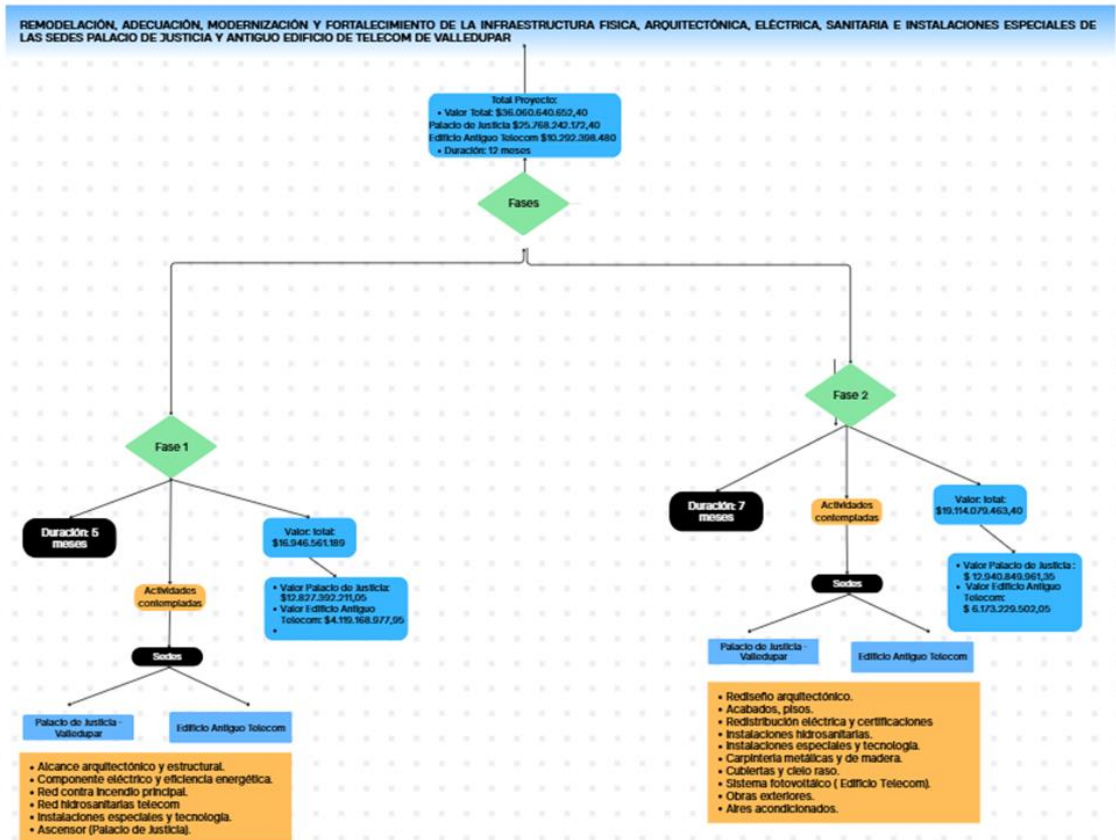 REMODELACIÓN, ADECUACIÓN, MODERNIZACIÓN Y FORTALECIMIENTO DE LA INFRAESTRUCTURA FISICA, ARQUITECTÓNICA, ELÉCTRICA, SANITARIA E INSTALACIONES ESPECIALES DE
LAS SEDES PALACIO DE JUSTICIA Y ANTIGUO EDIFICIO DE TELECOM DE VALLEDUPAR
Total Proyecto:
• Valor Total: $36.060.640.652,40
Palacio de Justicia $25.768.242.172,40
Edificio Antiguo Telecom $10.292.398.480
• Duración: 12 meses
Fases
Fase 1
Duración: 5
meses
Valor: total:
$16.946.561.189
• Valor Palacio de Justicia:
$12.827.392.211,05
• Valor Edificio Antiguo
Telecom: $4.119.168.977,95
•
Actividades
contempladas
Sedes
Palacio de Justicia -
Valledupar
Edificio Antiguo Telecom
• Alcance arquitectónico y estructural.
• Componente eléctrico y eficiencia energética.
• Red contra incendio principal.
• Red hidrosanitarias telecom
• Instalaciones especiales y tecnología.
• Ascensor (Palacio de Justicia).
Fase 2
Duración: 7
meses
Actividades
contempladas
Valor: total:
$19.114.079.463,40
• Valor Palacio de Justicia :
$ 12.940.849.961,35
• Valor Edificio Antiguo
Telecom:
$ 6.173.229.502,05
Sedes
Palacio de Justicia -
Valledupar
Edificio Antiguo Telecom
• Rediseño arquitectónico.
• Acabados, pisos.
• Redistribución eléctrica y certificaciones
• Instalaciones hidrosanitarias.
• Instalaciones especiales y tecnología.
• Carpintería metálicas y de madera.
• Cubiertas y cielo raso.
• Sistema fotovoltáico ( Edificio Telecom).
• Obras exteriores.
• Aires acondicionados.